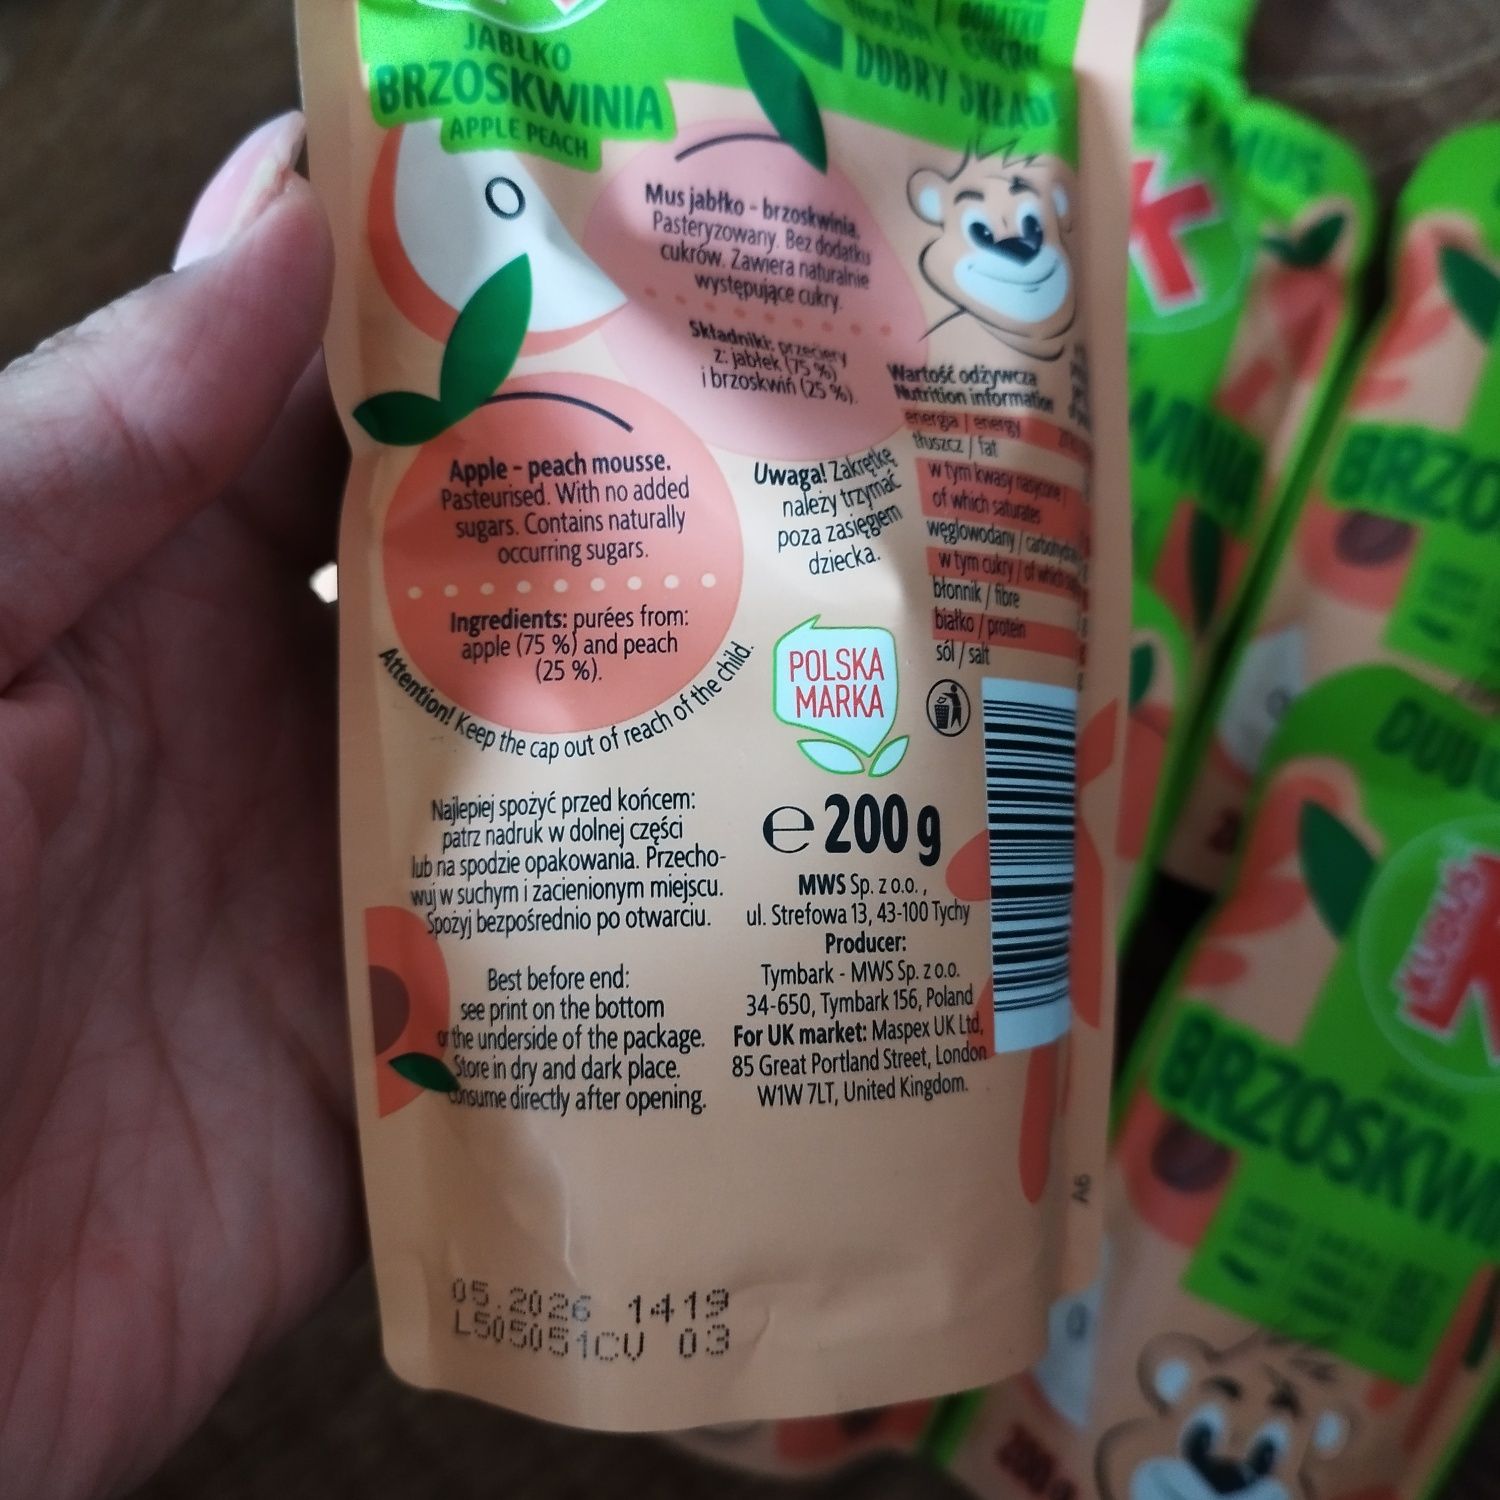 JABŁKO
BRZOSKWINIA
APPLE PEACH
DOBRY SKŁAD
Mus jabłko - brzoskwinia.
Pasteryzowany. Bez dodatku
cukrów. Zawiera naturalnie
występujące cukry.
Składniki: przeciery
z: jabłek (75 %)
i brzoskwiń (25 %).
Apple - peach mousse.
Pasteurised. With no added
sugars. Contains naturally
occurring sugars.
Ingredients: purées from:
apple (75 %) and peach
(25 %).
Attention! Keep the cap out of reach of the child.
Uwaga! Zakrętkę
należy trzymać
poza zasięgiem
dziecka.
Wartość odżywcza
Nutrition information
energia / energy
tłuszcz / fat
w tym kwasy nasycone /
of which saturates
węglowodany / carbohydra
w tym cukry / of which
błonnik / fibre
białko / protein
sól / salt
POLSKA
MARKA
Najlepiej spożyć przed końcem:
patrz nadruk w dolnej części
lub na spodzie opakowania. Przecho-
wuj w suchym i zacienionym miejscu.
Spożyj bezpośrednio po otwarciu.
Best before end:
see print on the bottom
or the underside of the package.
Store in dry and dark place.
Consume directly after opening.
e 200 g
MWS Sp. z o.o. ,
ul. Strefowa 13, 43-100 Tychy
Producer:
Tymbark - MWS Sp. z o.o.
34-650, Tymbark 156, Poland
For UK market: Maspex UK Ltd,
85 Great Portland Street, London
W1W 7LT, United Kingdom.
A6
05.2026 1419
L505051CV 03
MUS
BRZO
KUBUŚ
BRZOSKWI